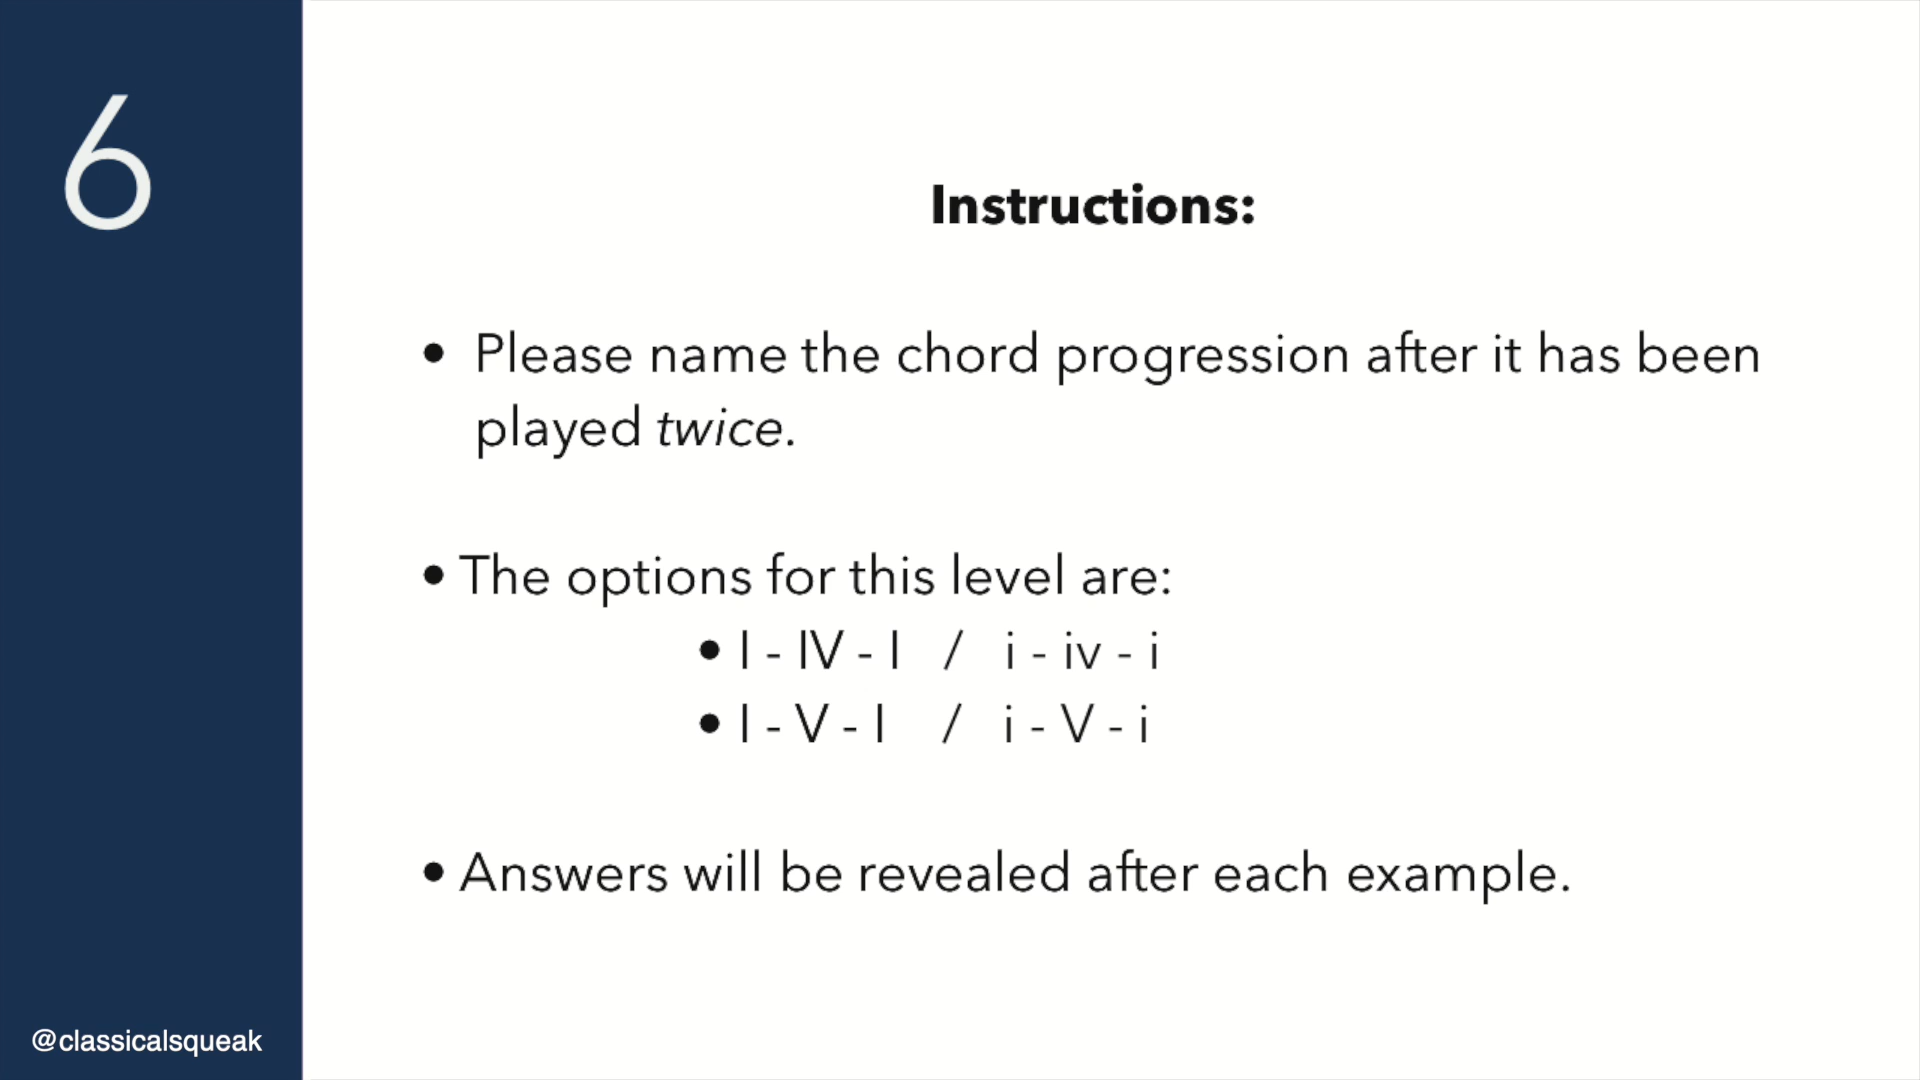 6
Instructions:
• Please name the chord progression after it has been
played twice.
• The options for this level are:
• I - IV - I / i - iv - i
• I - V - I / i - V - i
• Answers will be revealed after each example.
@classicalsqueak